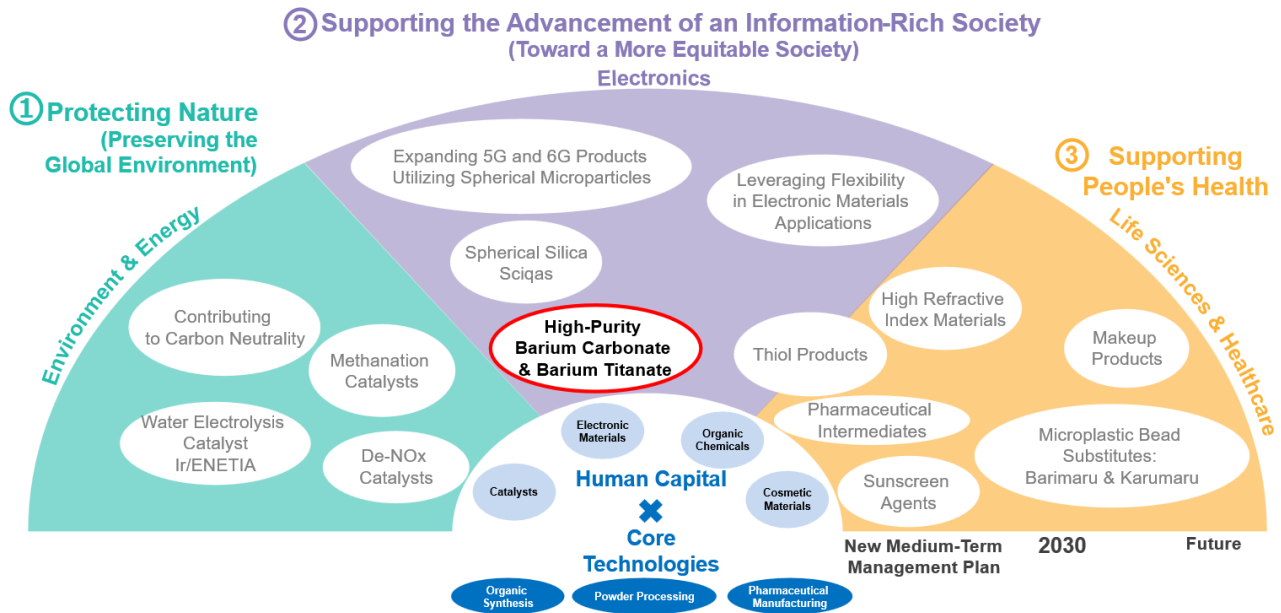 ② Supporting the Advancement of an Information-Rich Society
(Toward a More Equitable Society)
Electronics
① Protecting Nature
(Preserving the
Global Environment)
Environment & Energy
③ Supporting
People's Health
Life Sciences & Healthcare
Expanding 5G and 6G Products
Utilizing Spherical Microparticles
Leveraging Flexibility
in Electronic Materials
Applications
Spherical Silica
Sciqas
High-Purity
Barium Carbonate
& Barium Titanate
Contributing
to Carbon Neutrality
Methanation
Catalysts
Water Electrolysis
Catalyst
Ir/ENETIA
De-NOx
Catalysts
High Refractive
Index Materials
Thiol Products
Makeup
Products
Pharmaceutical
Intermediates
Microplastic Bead
Substitutes:
Barimaru & Karumaru
Sunscreen
Agents
Electronic
Materials
Organic
Chemicals
Catalysts
Cosmetic
Materials
Human Capital
×
Core
Technologies
Organic
Synthesis
Powder Processing
Pharmaceutical
Manufacturing
New Medium-Term
Management Plan
2030
Future